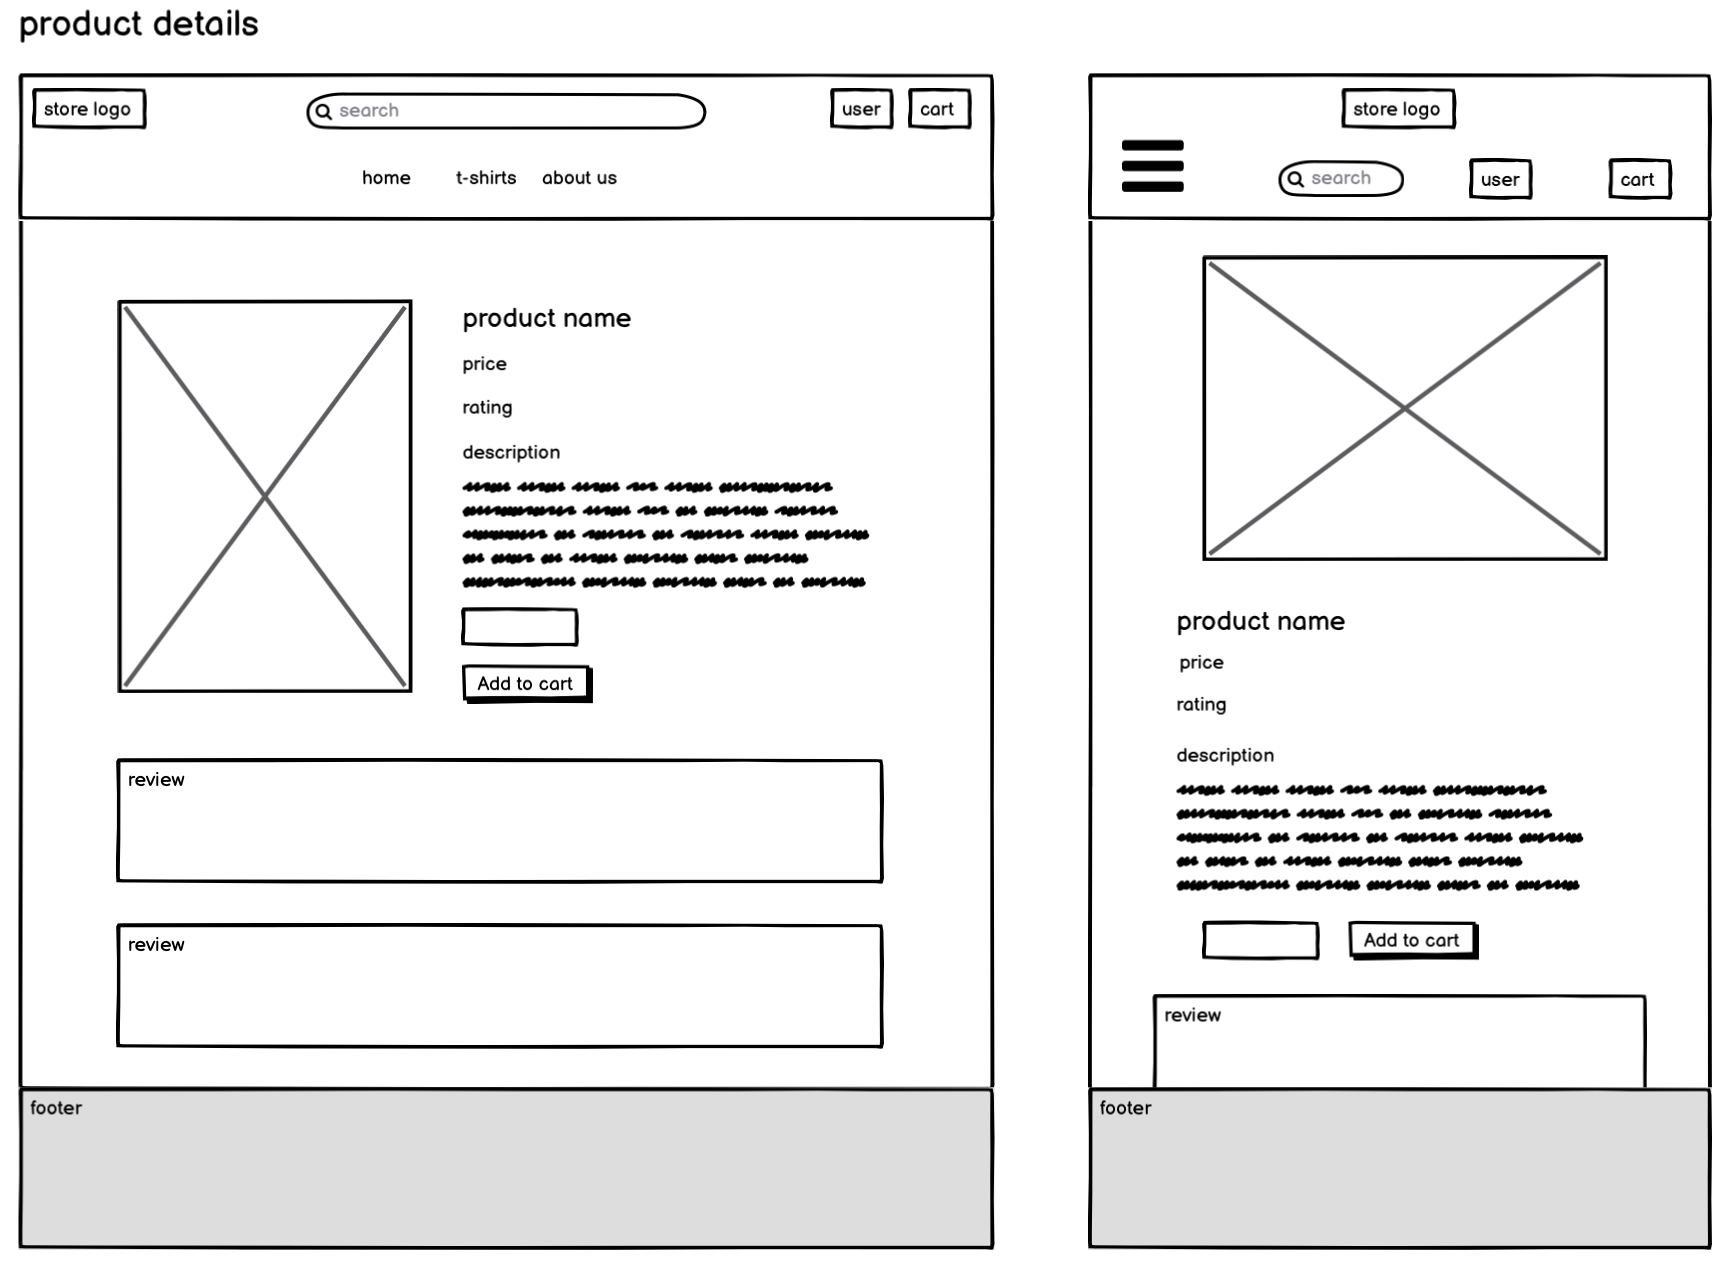 product details
store logo
search
user
cart
home t-shirts about us
product name
price
rating
description
Add to cart
review
review
footer
store logo
search
user
cart
product name
price
rating
description
Add to cart
review
footer